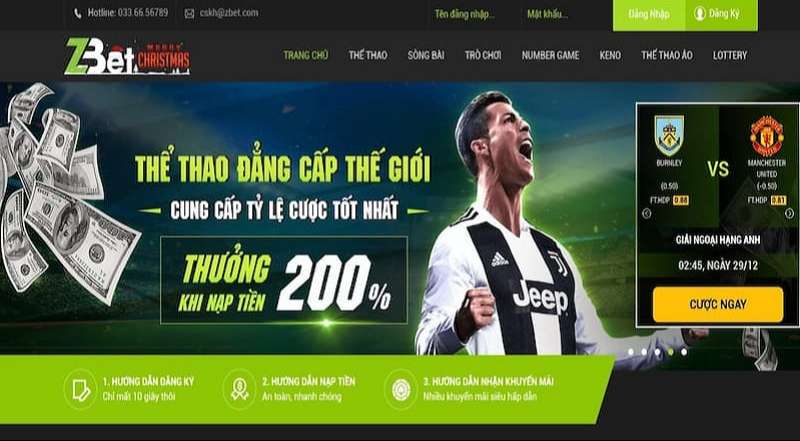 Hotline: 033.66.56789
cskh@zbet.com
Tên đăng nhập...
Mật khẩu...
Đăng Nhập
Đăng Ký
ZBet
MERRY
CHRISTMAS
TRANG CHỦ
THỂ THAO
SÒNG BÀI
TRÒ CHƠI
NUMBER GAME
KENO
THỂ THAO ẢO
LOTTERY
THỂ THAO ĐẲNG CẤP THẾ GIỚI
CUNG CẤP TỶ LỆ CƯỢC TỐT NHẤT
THƯỞNG
KHI NẠP TIỀN
200%
Jeep
BURNLEY
VS
MANCHESTER
UNITED
(0.50)
(-0.50)
FT.HDP 0.88
FT.HDP 0.81
GIẢI NGOẠI HẠNG ANH
02:45, NGÀY 29/12
CƯỢC NGAY
1. HƯỚNG DẪN ĐĂNG KÝ
Chỉ mất 10 giây thôi
2. HƯỚNG DẪN NẠP TIỀN
An toàn, nhanh chóng
3. HƯỚNG DẪN NHẬN KHUYẾN MÃI
Nhiều khuyến mãi siêu hấp dẫn